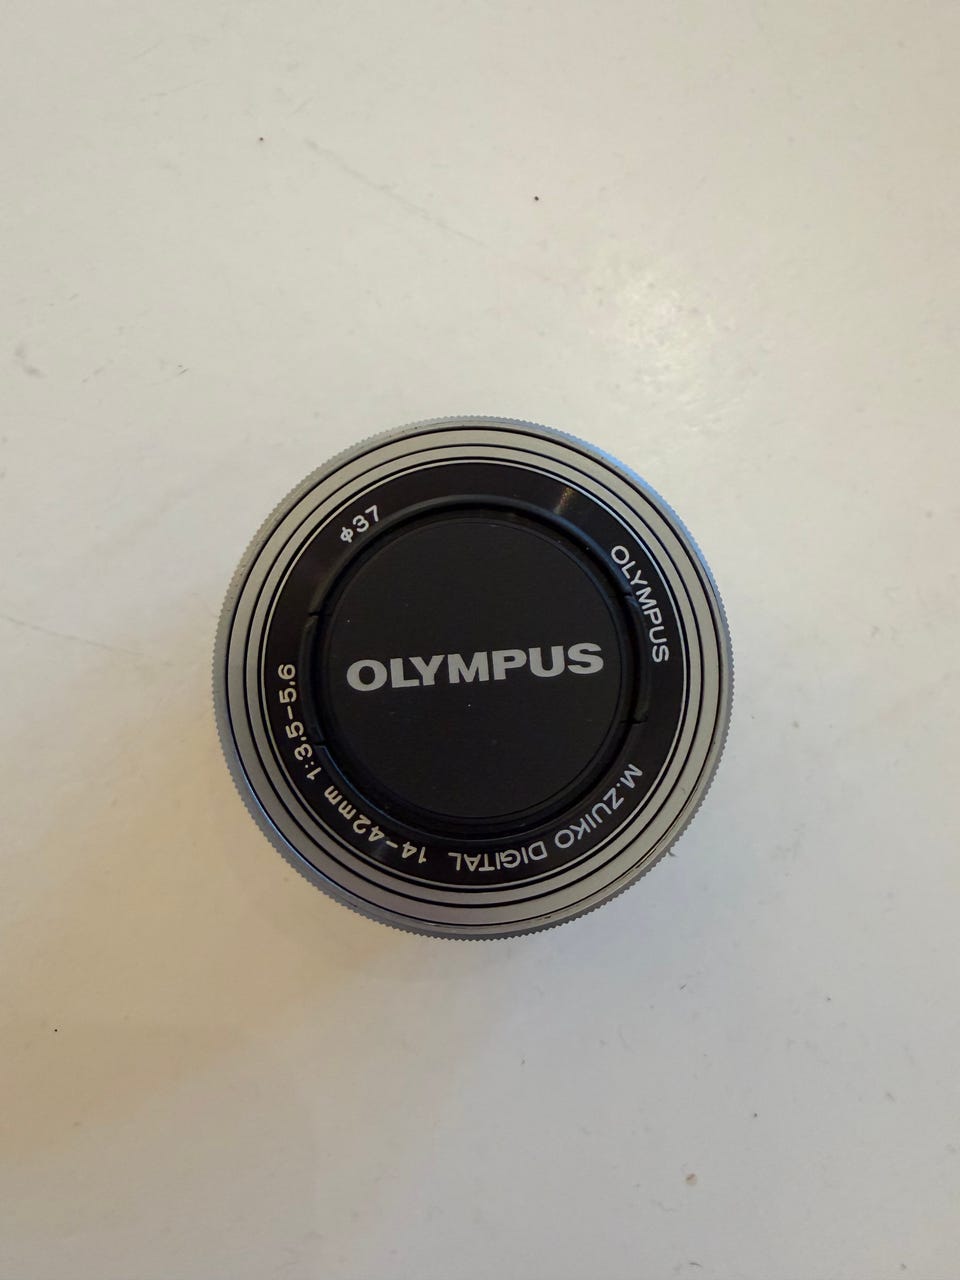 OLYMPUS
OLYMPUS M.ZUIKO DIGITAL 14-42mm 1:3.5-5.6 ϕ37